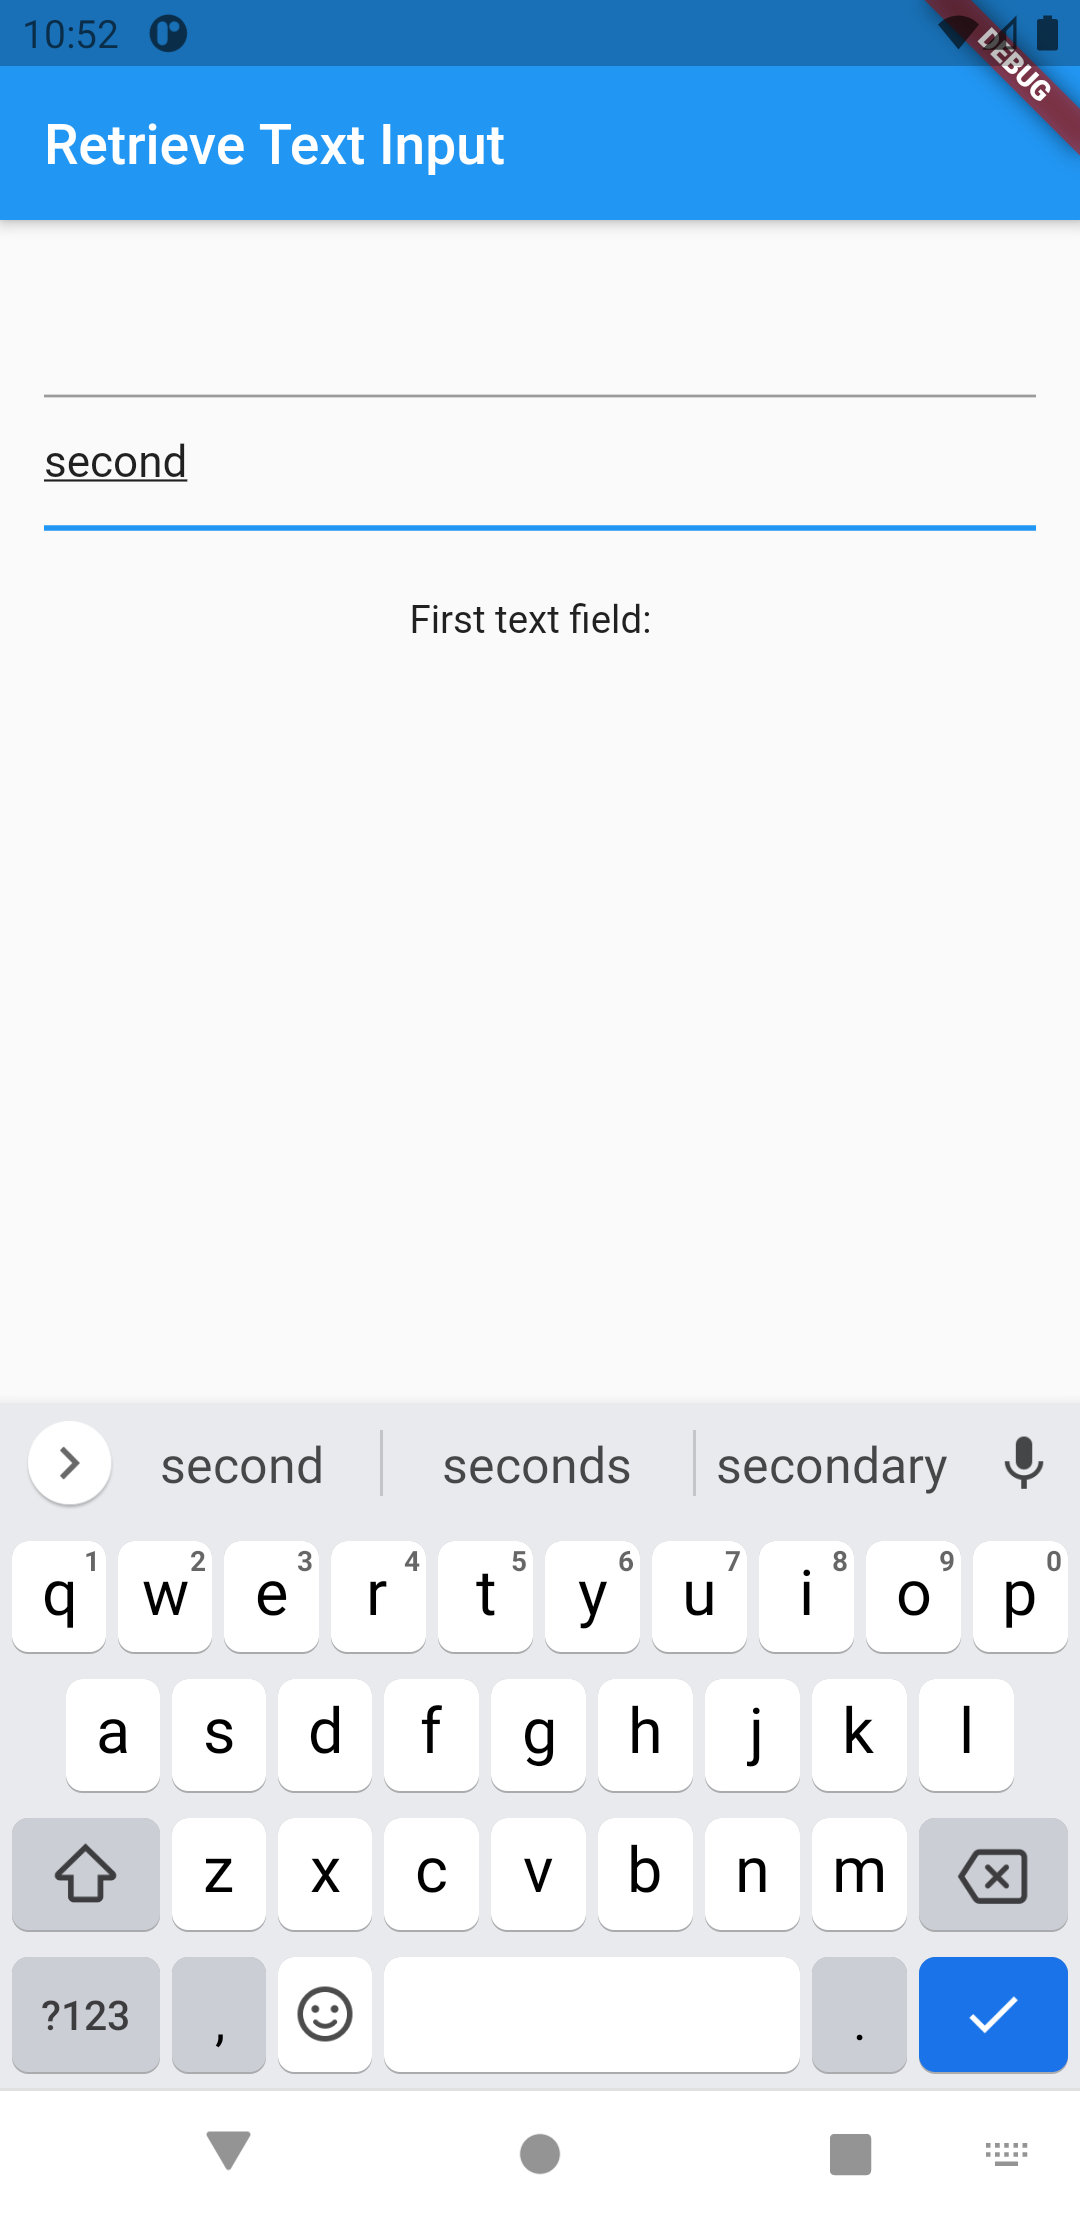 10:52
DEBUG
Retrieve Text Input
second
First text field:
second seconds secondary
q 1 w 2 e 3 r 4 t 5 y 6 u 7 i 8 o 9 p 0
a s d f g h j k l
z x c v b n m
?123 , .